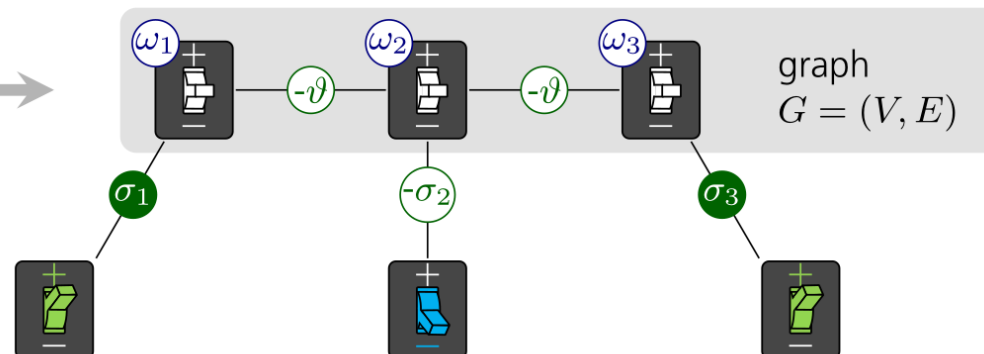 ω₁ ω₂ ω₃
+ + +
-ϑ -ϑ
− − −
graph
G = (V, E)
σ₁ -σ₂ σ₃
+ + +
− − −